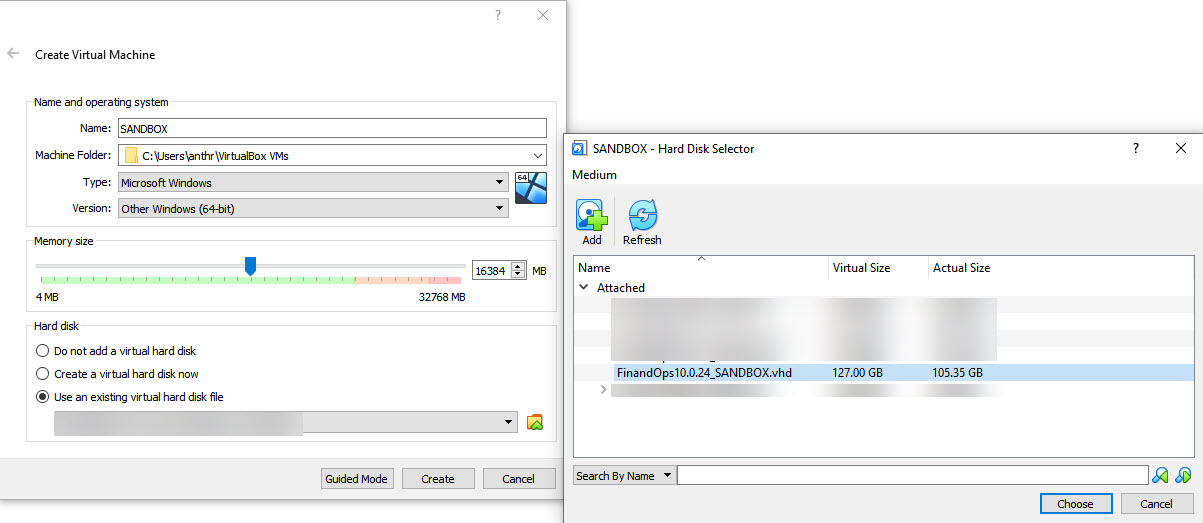 ?
Create Virtual Machine
Name and operating system
Name: SANDBOX
Machine Folder: C:\Users\anthr\VirtualBox VMs
Type: Microsoft Windows
64
Version: Other Windows (64-bit)
Memory size
16384 MB
4 MB 32768 MB
Hard disk
Do not add a virtual hard disk
Create a virtual hard disk now
Use an existing virtual hard disk file
Guided Mode Create Cancel
SANDBOX - Hard Disk Selector ?
Medium
Add Refresh
Name Virtual Size Actual Size
Attached
FinandOps10.0.24_SANDBOX.vhd 127.00 GB 105.35 GB
Search By Name
Choose Cancel